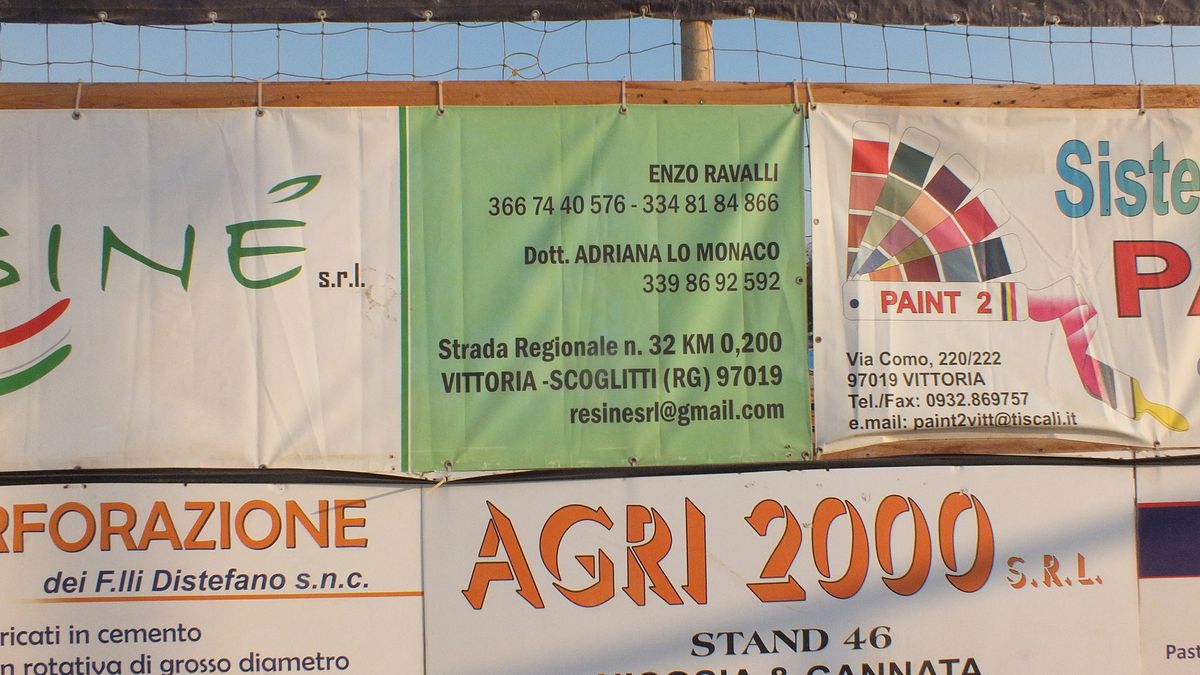 SINÉ s.r.l.
ENZO RAVALLI
366 74 40 576 - 334 81 84 866
Dott. ADRIANA LO MONACO
339 86 92 592
Strada Regionale n. 32 KM 0,200
VITTORIA -SCOGLITTI (RG) 97019
resinesrl@gmail.com
Siste
PA
PAINT 2
Via Como, 220/222
97019 VITTORIA
Tel./Fax: 0932.869757
e.mail: paint2vitt@tiscali.it
RFORAZIONE
dei F.lli Distefano s.n.c.
ricati in cemento
n rotativa di grosso diametro
AGRI 2000 S.R.L.
STAND 46
& CANNATA
Past